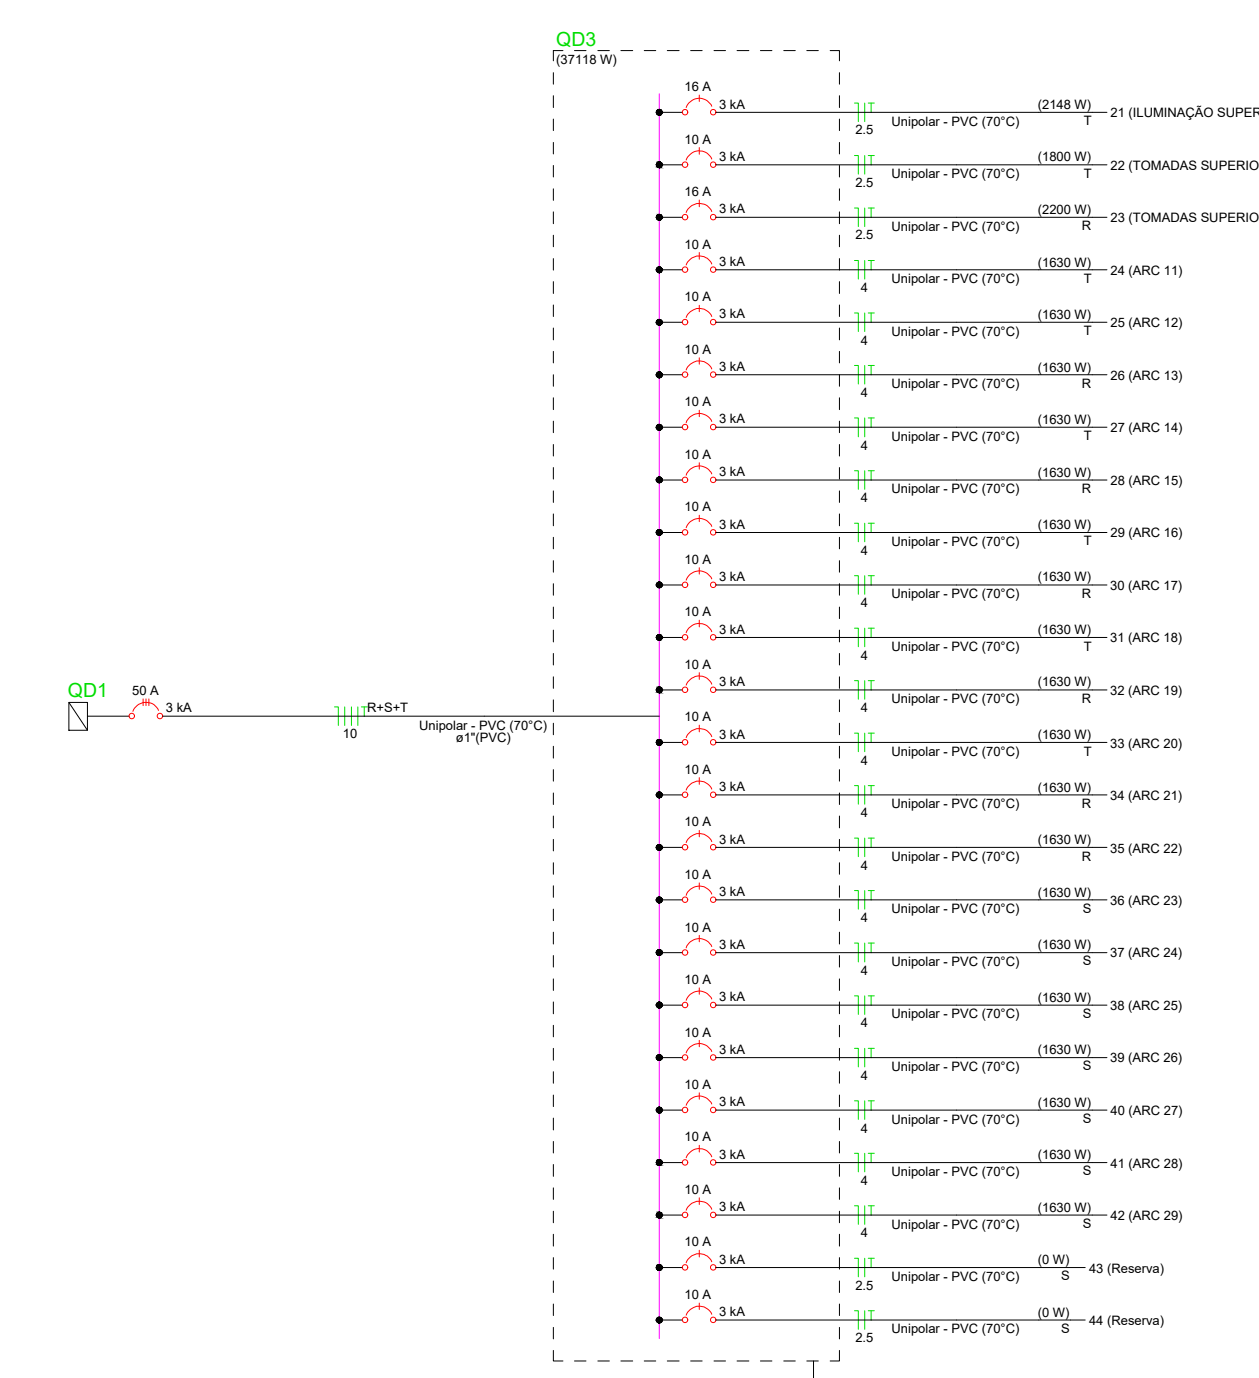 QD3
(37118 W)
16 A
3 kA
2.5
Unipolar - PVC (70°C)
(2148 W)
T
21 (ILUMINAÇÃO SUPER
10 A
3 kA
2.5
Unipolar - PVC (70°C)
(1800 W)
T
22 (TOMADAS SUPERIO
16 A
3 kA
2.5
Unipolar - PVC (70°C)
(2200 W)
R
23 (TOMADAS SUPERIO
10 A
3 kA
4
Unipolar - PVC (70°C)
(1630 W)
T
24 (ARC 11)
10 A
3 kA
4
Unipolar - PVC (70°C)
(1630 W)
T
25 (ARC 12)
10 A
3 kA
4
Unipolar - PVC (70°C)
(1630 W)
R
26 (ARC 13)
10 A
3 kA
4
Unipolar - PVC (70°C)
(1630 W)
T
27 (ARC 14)
10 A
3 kA
4
Unipolar - PVC (70°C)
(1630 W)
R
28 (ARC 15)
10 A
3 kA
4
Unipolar - PVC (70°C)
(1630 W)
T
29 (ARC 16)
10 A
3 kA
4
Unipolar - PVC (70°C)
(1630 W)
R
30 (ARC 17)
10 A
3 kA
4
Unipolar - PVC (70°C)
(1630 W)
T
31 (ARC 18)
10 A
3 kA
4
Unipolar - PVC (70°C)
(1630 W)
R
32 (ARC 19)
QD1
50 A
3 kA
R+S+T
10
Unipolar - PVC (70°C)
ø1"(PVC)
10 A
3 kA
4
Unipolar - PVC (70°C)
(1630 W)
T
33 (ARC 20)
10 A
3 kA
4
Unipolar - PVC (70°C)
(1630 W)
R
34 (ARC 21)
10 A
3 kA
4
Unipolar - PVC (70°C)
(1630 W)
R
35 (ARC 22)
10 A
3 kA
4
Unipolar - PVC (70°C)
(1630 W)
S
36 (ARC 23)
10 A
3 kA
4
Unipolar - PVC (70°C)
(1630 W)
S
37 (ARC 24)
10 A
3 kA
4
Unipolar - PVC (70°C)
(1630 W)
S
38 (ARC 25)
10 A
3 kA
4
Unipolar - PVC (70°C)
(1630 W)
S
39 (ARC 26)
10 A
3 kA
4
Unipolar - PVC (70°C)
(1630 W)
S
40 (ARC 27)
10 A
3 kA
4
Unipolar - PVC (70°C)
(1630 W)
S
41 (ARC 28)
10 A
3 kA
4
Unipolar - PVC (70°C)
(1630 W)
S
42 (ARC 29)
10 A
3 kA
2.5
Unipolar - PVC (70°C)
(0 W)
S
43 (Reserva)
10 A
3 kA
2.5
Unipolar - PVC (70°C)
(0 W)
S
44 (Reserva)